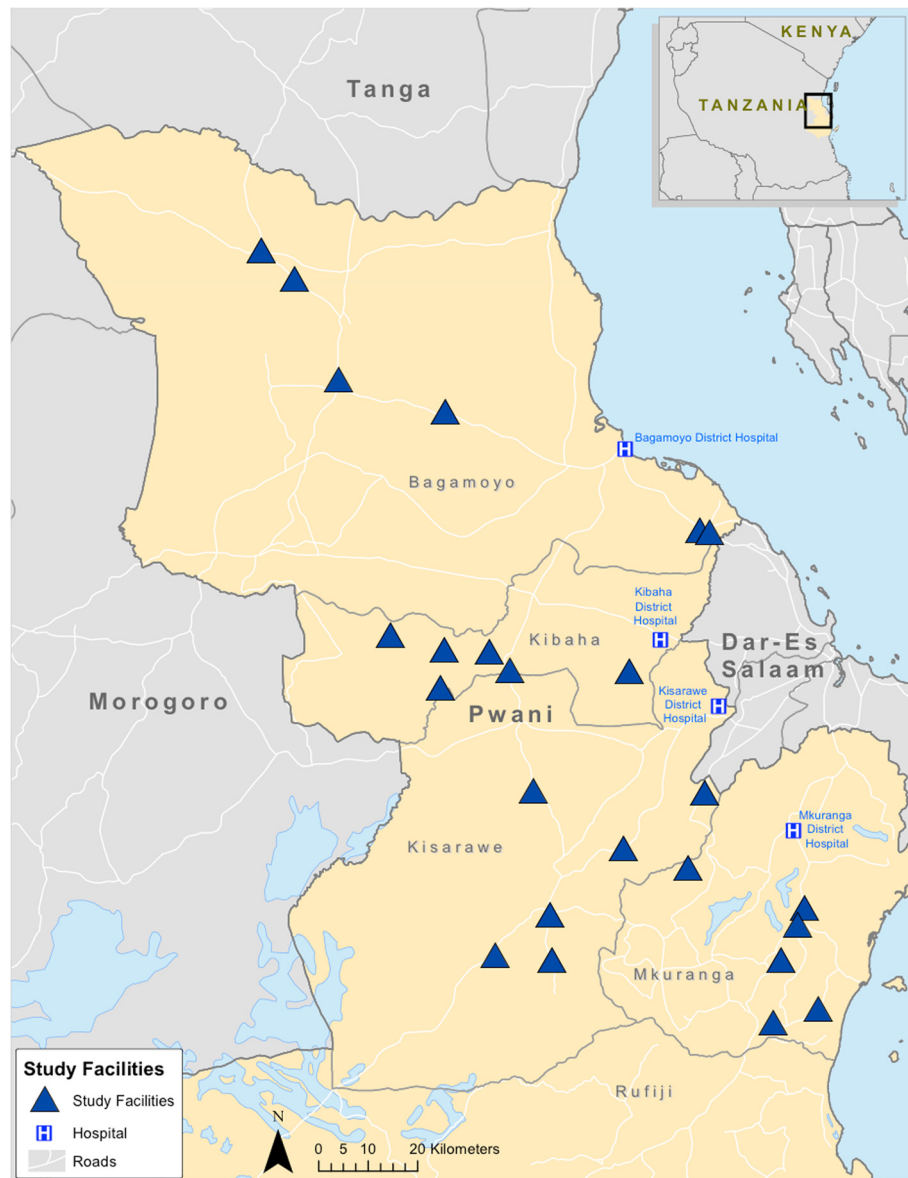 KENYA
TANZANIA
Tanga
Bagamoyo District Hospital
Bagamoyo
Kibaha
District
Hospital
Kibaha
Dar-Es
Salaam
Kisarawe
District
Hospital
Morogoro
Pwani
Mkuranga
District
Hospital
Kisarawe
Mkuranga
Rufiji
Study Facilities
Study Facilities
H Hospital
Roads
N
0 5 10 20 Kilometers
H
H
H
H